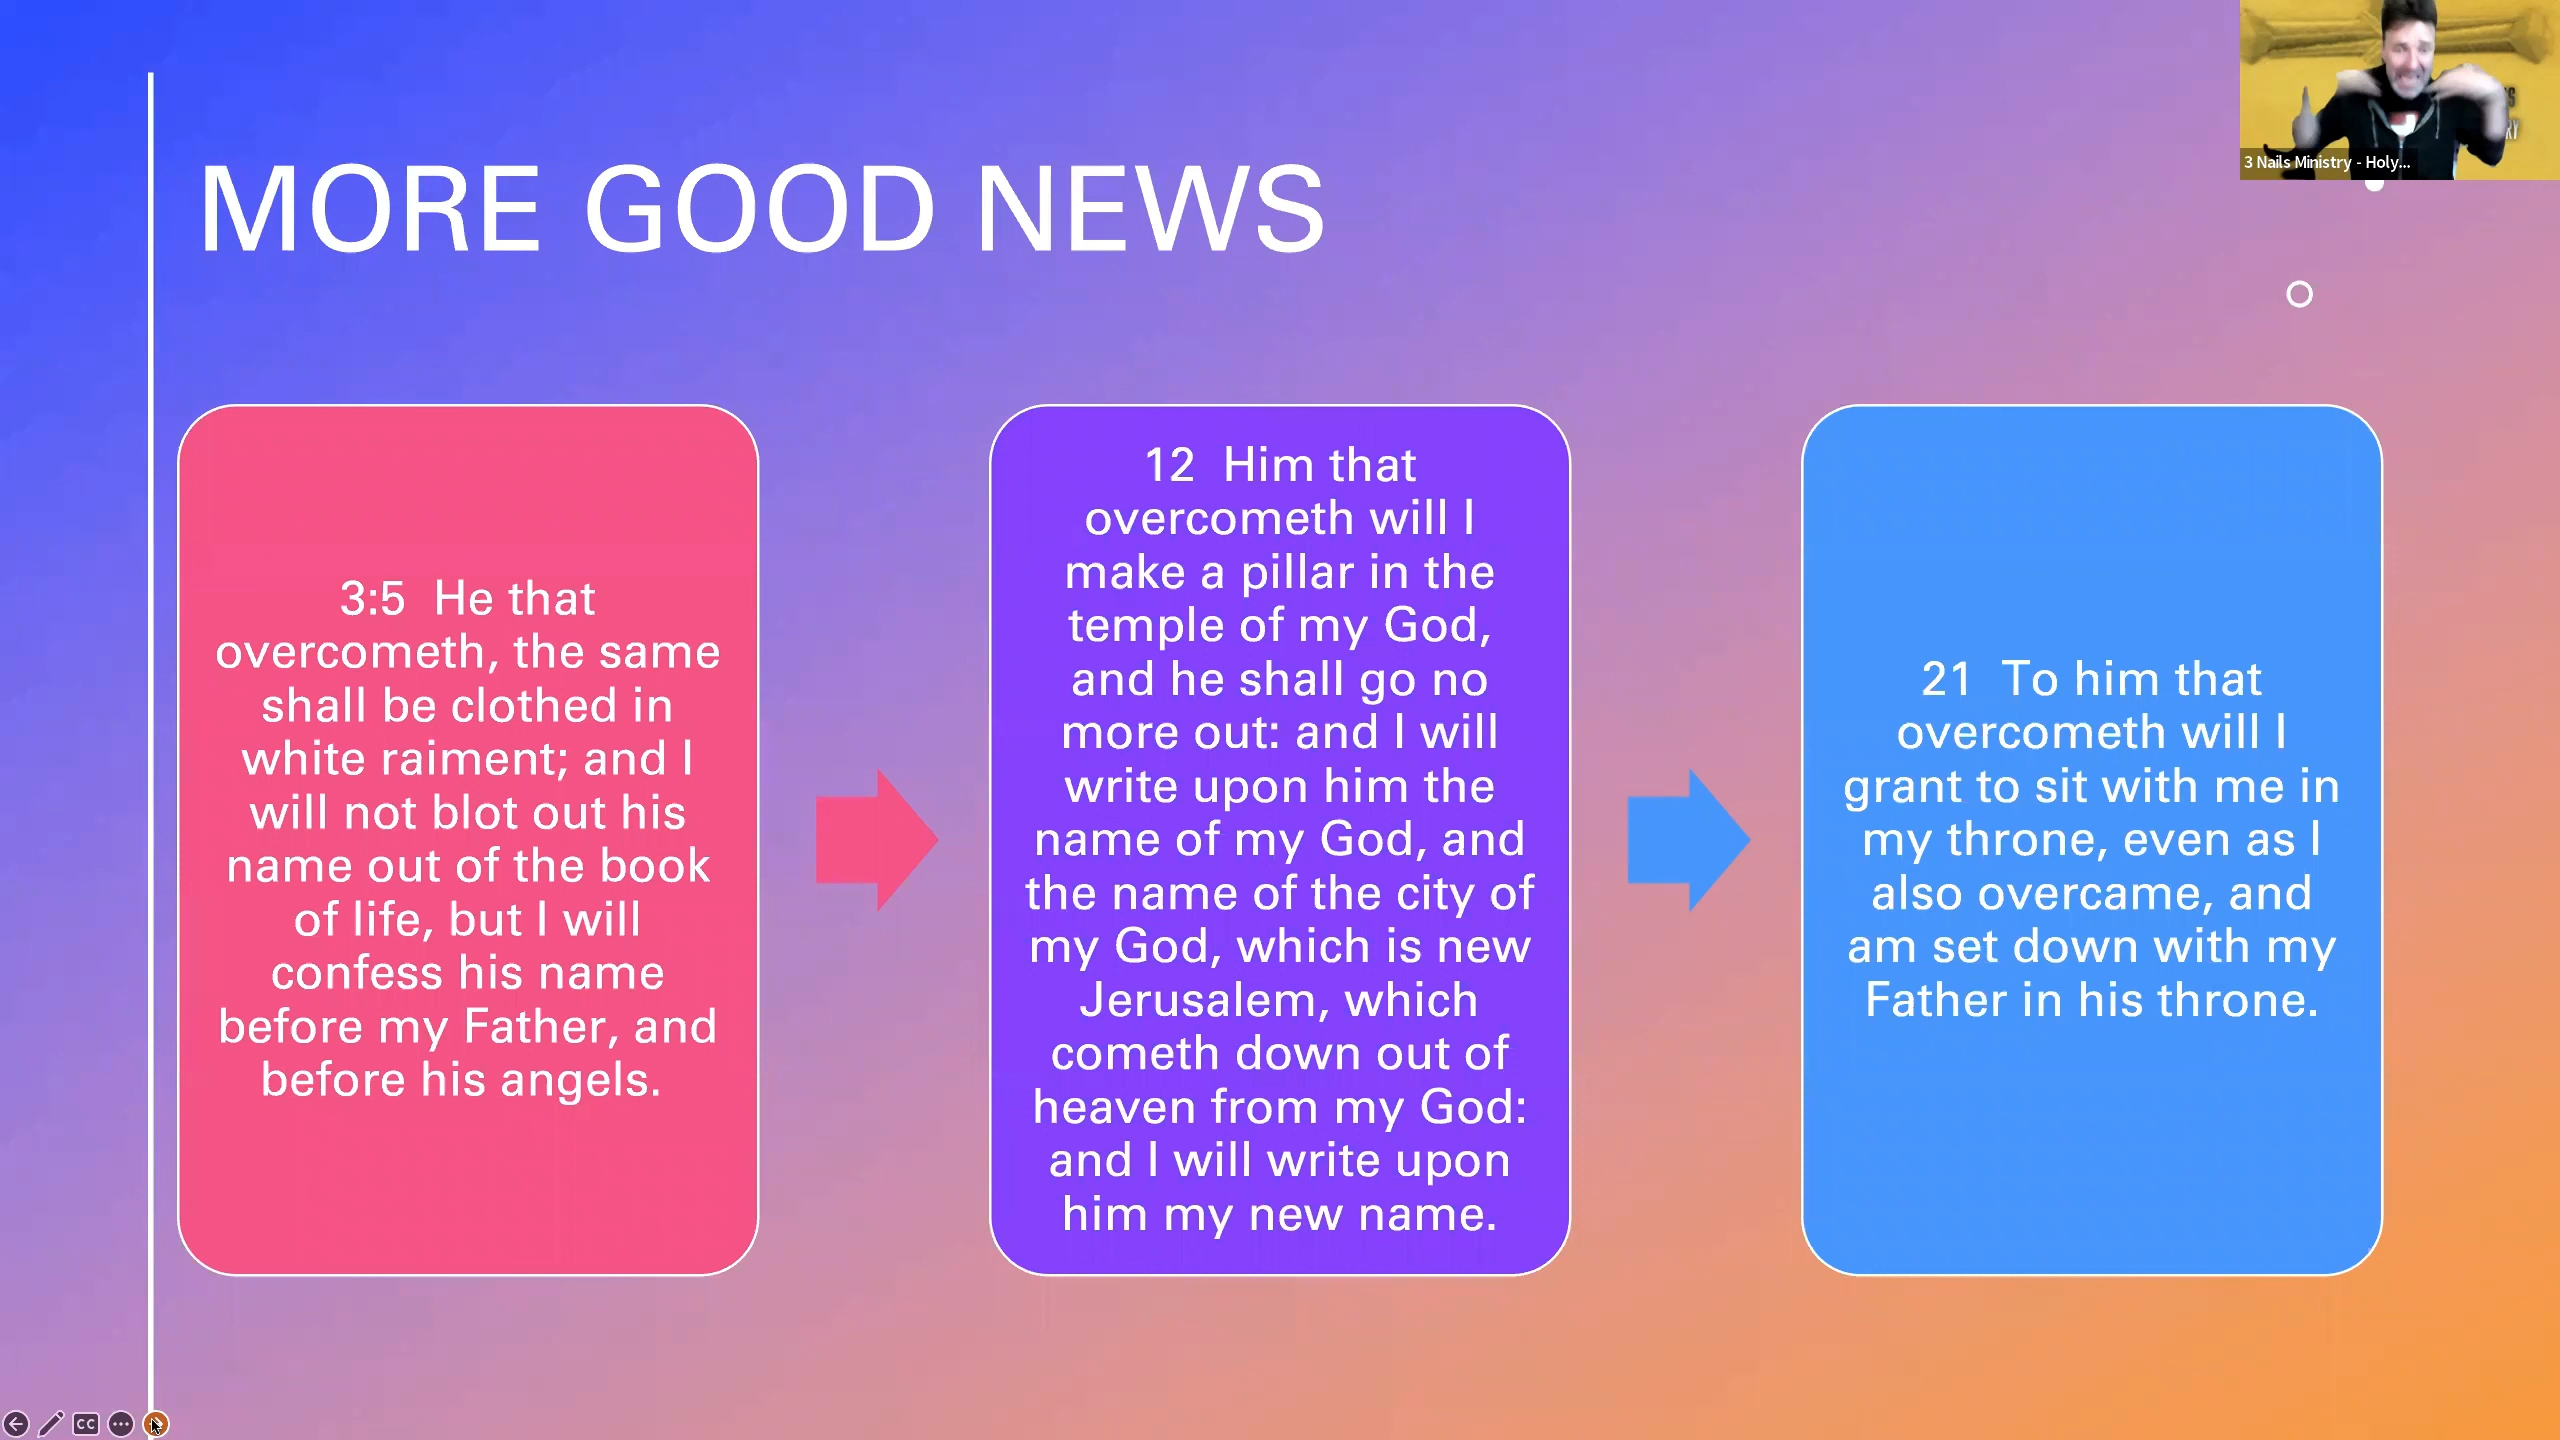 MORE GOOD NEWS
3 Nails Ministry - Holy...
3:5 He that
overcometh, the same
shall be clothed in
white raiment; and I
will not blot out his
name out of the book
of life, but I will
confess his name
before my Father, and
before his angels.
12 Him that
overcometh will I
make a pillar in the
temple of my God,
and he shall go no
more out: and I will
write upon him the
name of my God, and
the name of the city of
my God, which is new
Jerusalem, which
cometh down out of
heaven from my God:
and I will write upon
him my new name.
21 To him that
overcometh will I
grant to sit with me in
my throne, even as I
also overcame, and
am set down with my
Father in his throne.
CC